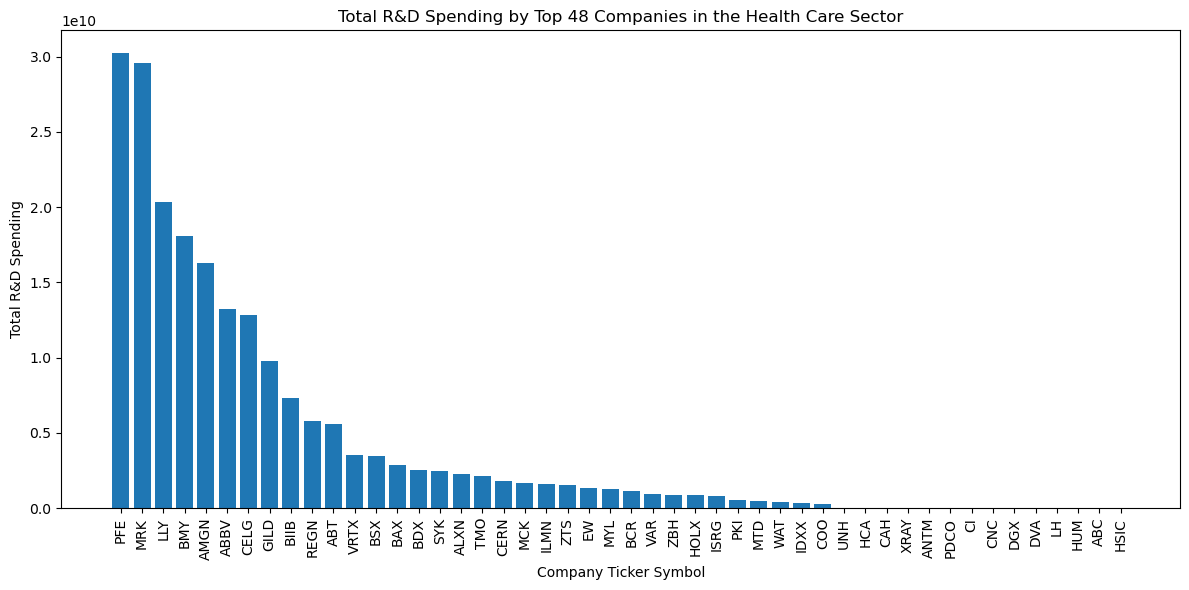 Total R&D Spending by Top 48 Companies in the Health Care Sector
1e10
3.0
2.5
2.0
1.5
1.0
0.5
0.0
Total R&D Spending
PFE
MRK
LLY
BMY
AMGN
ABBV
CELG
GILD
BIIB
REGN
ABT
VRTX
BSX
BAX
BDX
SYK
ALXN
TMO
CERN
MCK
ILMN
ZTS
EW
MYL
BCR
VAR
ZBH
HOLX
ISRG
PKI
MTD
WAT
IDXX
COO
UNH
HCA
CAH
XRAY
ANTM
PDCO
CI
CNC
DGX
DVA
LH
HUM
ABC
HSIC
Company Ticker Symbol